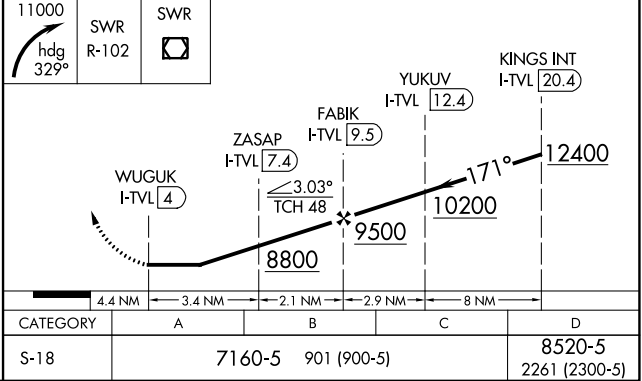 11000
hdg
329°
SWR
R-102
SWR
KINGS INT
I-TVL 20.4
YUKUV
I-TVL 12.4
FABIK
I-TVL 9.5
ZASAP
I-TVL 7.4
WUGUK
I-TVL 4
3.03°
TCH 48
171°
12400
10200
9500
8800
4.4 NM 3.4 NM 2.1 NM 2.9 NM 8 NM
CATEGORY A B C D
S-18 7160-5 901 (900-5) 8520-5
2261 (2300-5)